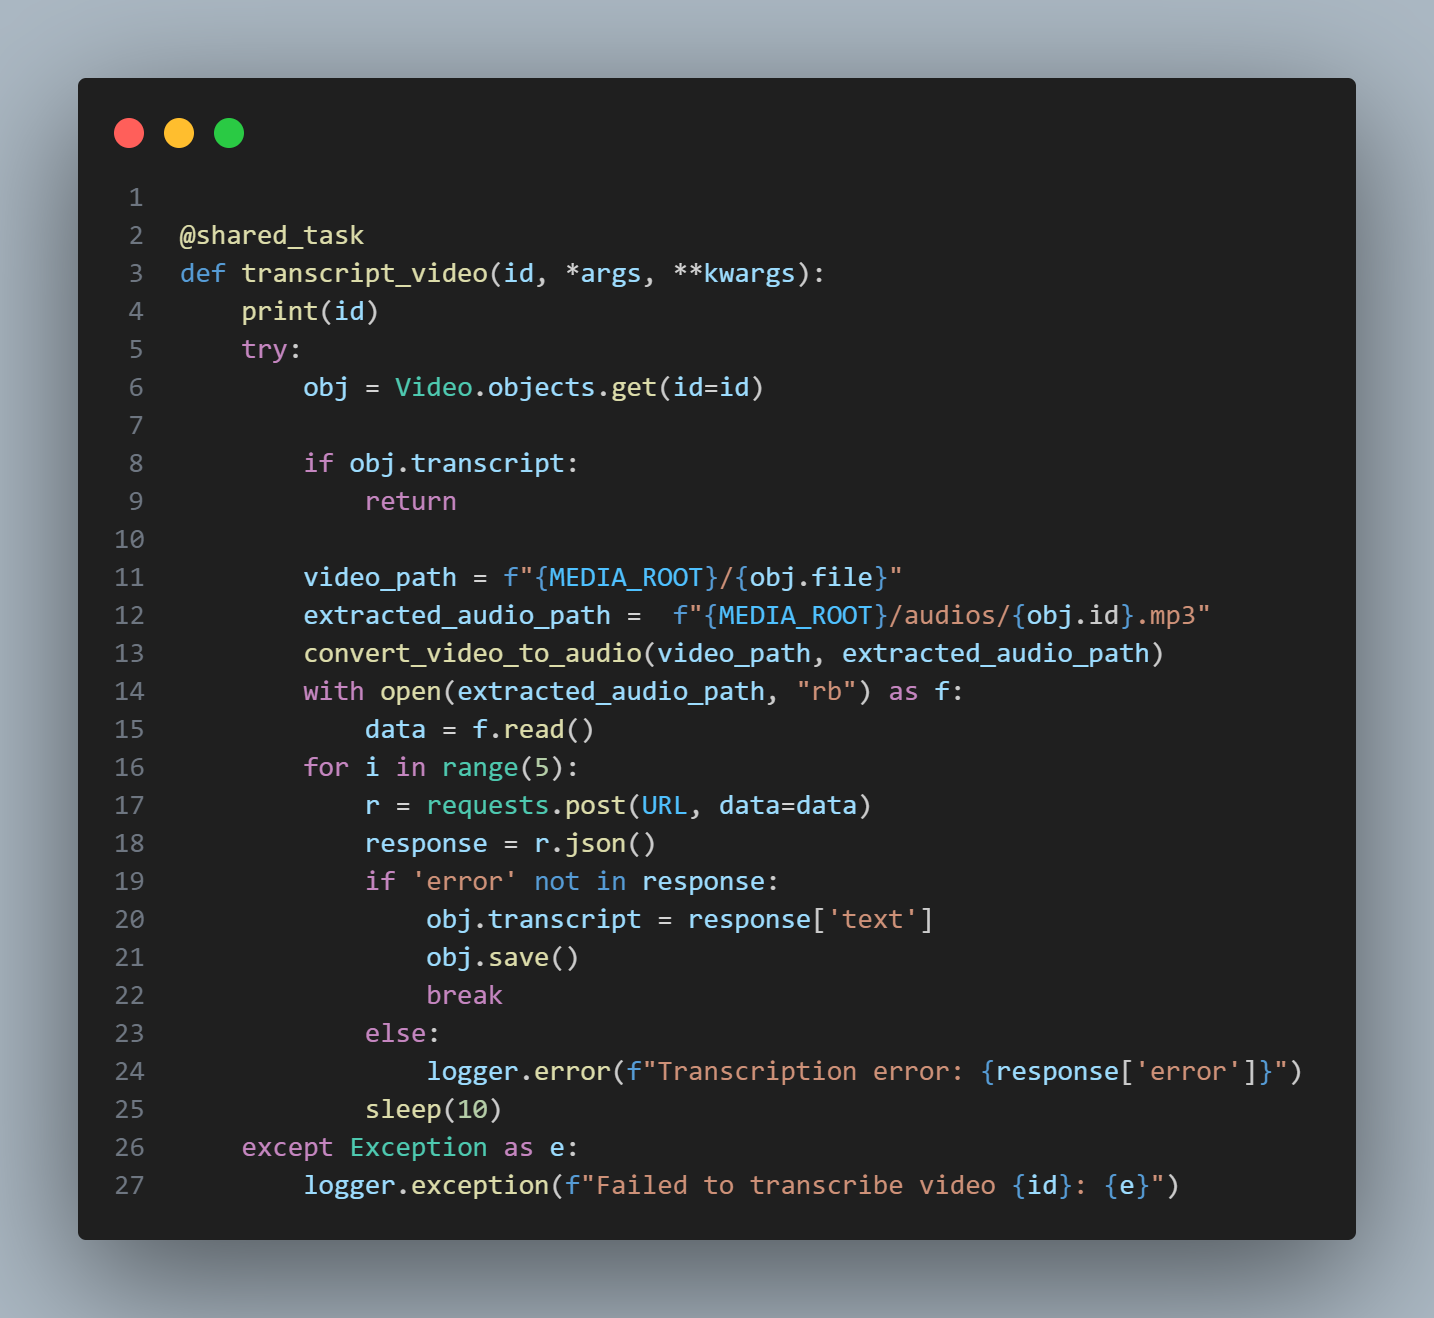 1
2 @shared_task
3 def transcript_video(id, *args, **kwargs):
4     print(id)
5     try:
6         obj = Video.objects.get(id=id)
7
8         if obj.transcript:
9             return
10
11         video_path = f"{MEDIA_ROOT}/{obj.file}"
12         extracted_audio_path =  f"{MEDIA_ROOT}/audios/{obj.id}.mp3"
13         convert_video_to_audio(video_path, extracted_audio_path)
14         with open(extracted_audio_path, "rb") as f:
15             data = f.read()
16         for i in range(5):
17             r = requests.post(URL, data=data)
18             response = r.json()
19             if 'error' not in response:
20                 obj.transcript = response['text']
21                 obj.save()
22                 break
23             else:
24                 logger.error(f"Transcription error: {response['error']}")
25             sleep(10)
26     except Exception as e:
27         logger.exception(f"Failed to transcribe video {id}: {e}")